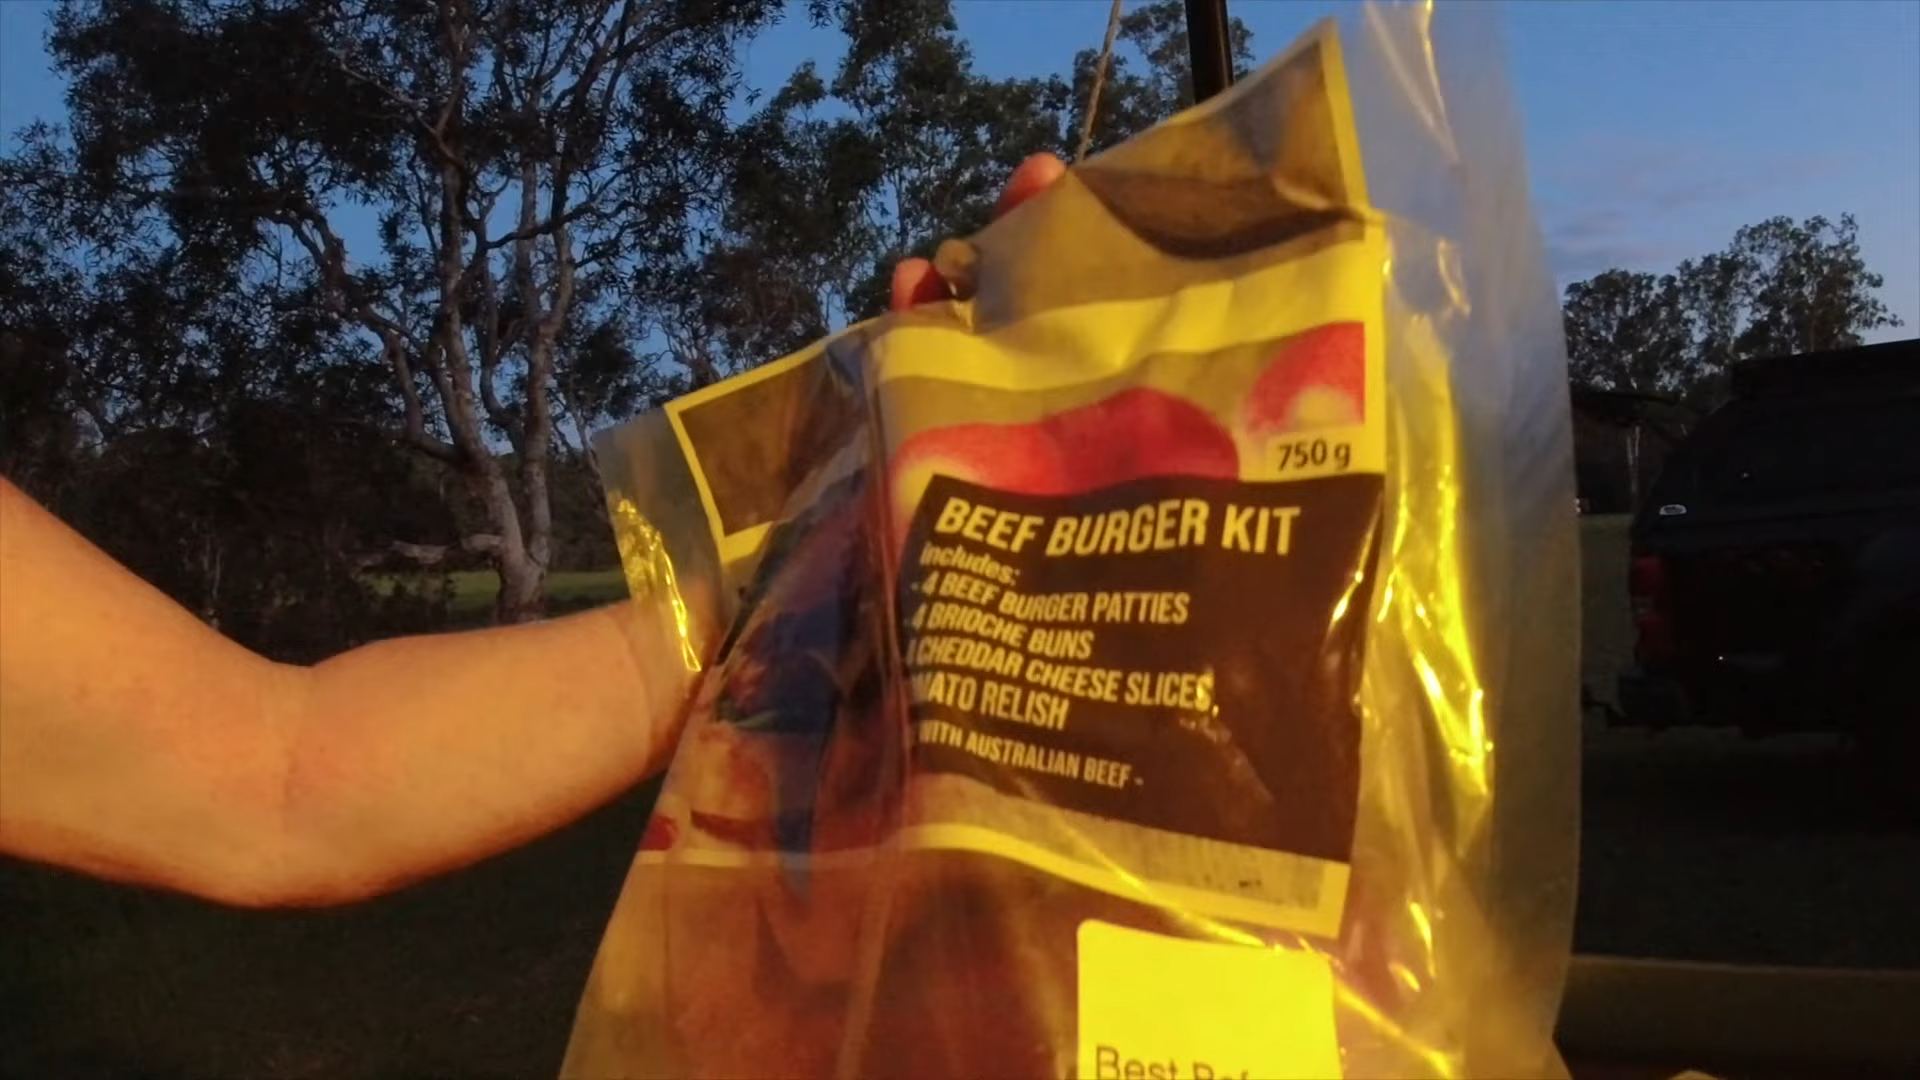 750 g
BEEF BURGER KIT
includes:
- 4 BEEF BURGER PATTIES
4 BRIOCHE BUNS
CHEDDAR CHEESE SLICES
RELISH
WITH AUSTRALIAN BEEF -
Best